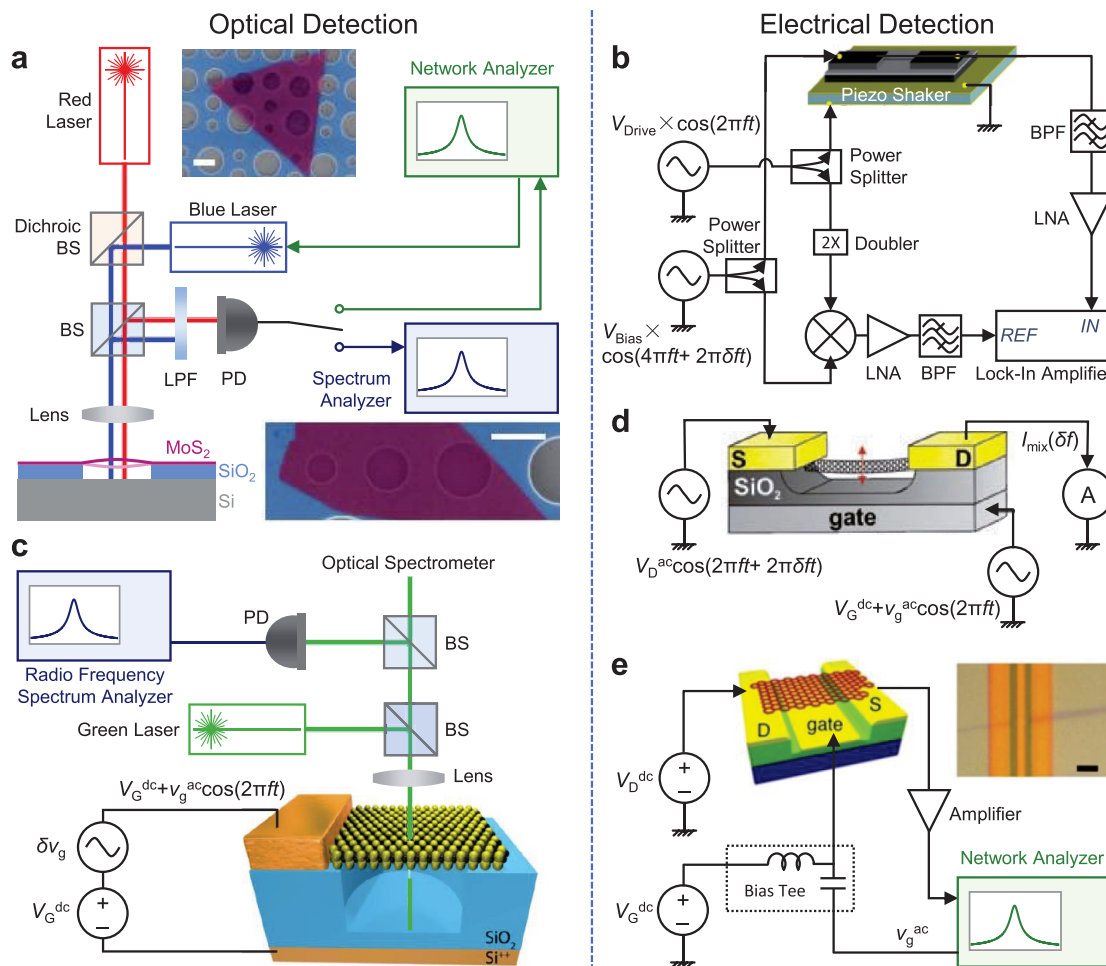 Optical Detection
Electrical Detection
a
Red
Laser
Network Analyzer
Dichroic
BS
Blue Laser
BS
LPF
PD
Spectrum
Analyzer
Lens
MoS₂
SiO₂
Si
b
Piezo Shaker
V_Drive × cos(2πft)
Power
Splitter
BPF
LNA
Power
Splitter
2X
Doubler
V_Bias ×
cos(4πft+ 2πδft)
LNA
BPF
REF
IN
Lock-In Amplifier
c
Optical Spectrometer
PD
BS
Radio Frequency
Spectrum Analyzer
Green Laser
BS
Lens
V_G^dc+v_g^ac cos(2πft)
δv_g
V_G^dc
SiO₂
Si⁺⁺
d
S
D
I_mix(δf)
SiO₂
gate
A
V_D^ac cos(2πft+ 2πδft)
V_G^dc+v_g^ac cos(2πft)
e
D
gate
S
V_D^dc
Amplifier
Network Analyzer
Bias Tee
V_G^dc
v_g^ac